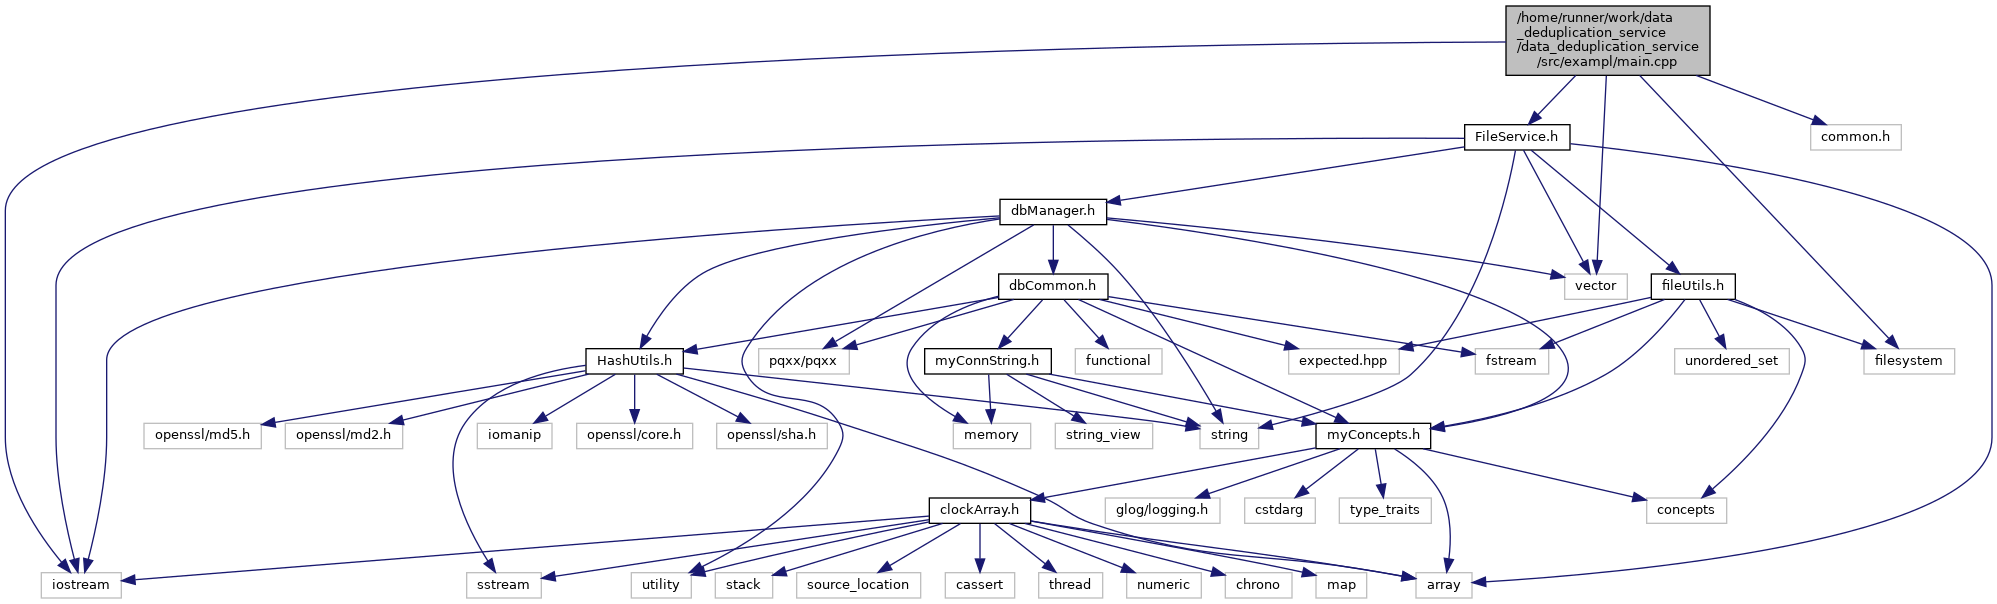 /home/runner/work/data
_deduplication_service
/data_deduplication_service
/src/exampl/main.cpp
FileService.h
common.h
dbManager.h
dbCommon.h
vector
fileUtils.h
HashUtils.h
pqxx/pqxx
myConnString.h
functional
expected.hpp
fstream
unordered_set
filesystem
openssl/md5.h
openssl/md2.h
iomanip
openssl/core.h
openssl/sha.h
memory
string_view
string
myConcepts.h
clockArray.h
glog/logging.h
cstdarg
type_traits
concepts
iostream
sstream
utility
stack
source_location
cassert
thread
numeric
chrono
map
array